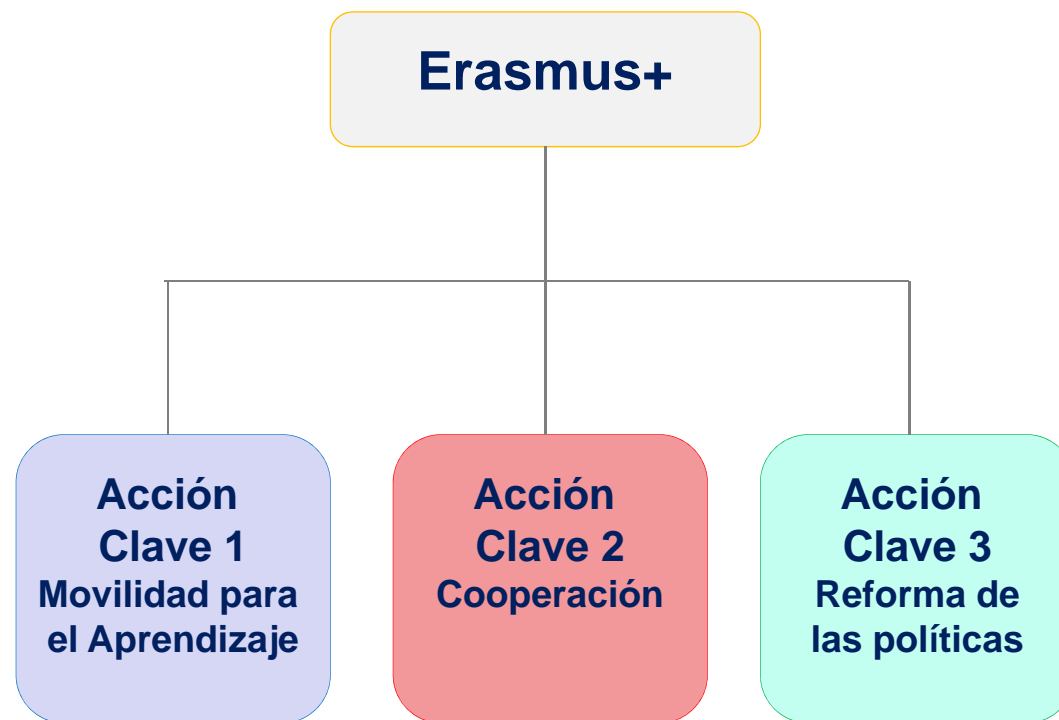 Erasmus+
Acción
Clave 1
Movilidad para
el Aprendizaje
Acción
Clave 2
Cooperación
Acción
Clave 3
Reforma de
las políticas